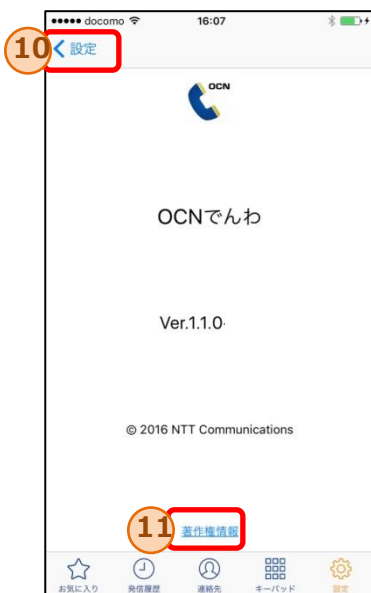 docomo 16:07
10 設定
OCN
OCNでんわ
Ver.1.1.0
© 2016 NTT Communications
11 著作権情報
お気に入り 発信履歴 連絡先 キーパッド 設定